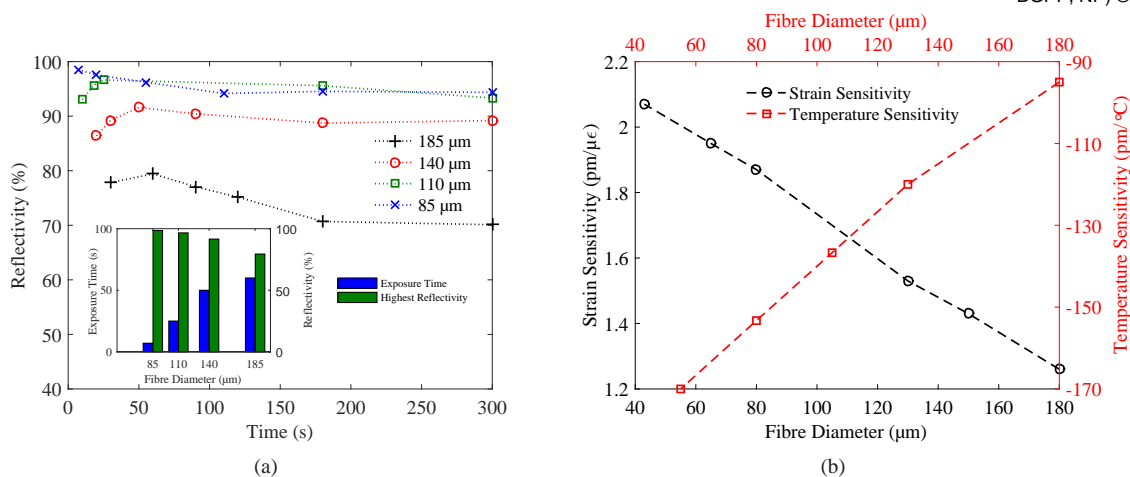 Fibre Diameter (μm)
40 60 80 100 120 140 160 180
100
90
80
70
60
50
40
Reflectivity (%)
185 μm
140 μm
110 μm
85 μm
100
50
0
Exposure Time (s)
100
50
0
Reflectivity (%)
85 110 140 185
Fibre Diameter (μm)
Exposure Time
Highest Reflectivity
0 50 100 150 200 250 300
Time (s)
(a)
2.2
2
1.8
1.6
1.4
1.2
Strain Sensitivity (pm/με)
Strain Sensitivity
Temperature Sensitivity
-90
-110
-130
-150
-170
Temperature Sensitivity (pm/°C)
40 60 80 100 120 140 160 180
Fibre Diameter (μm)
(b)